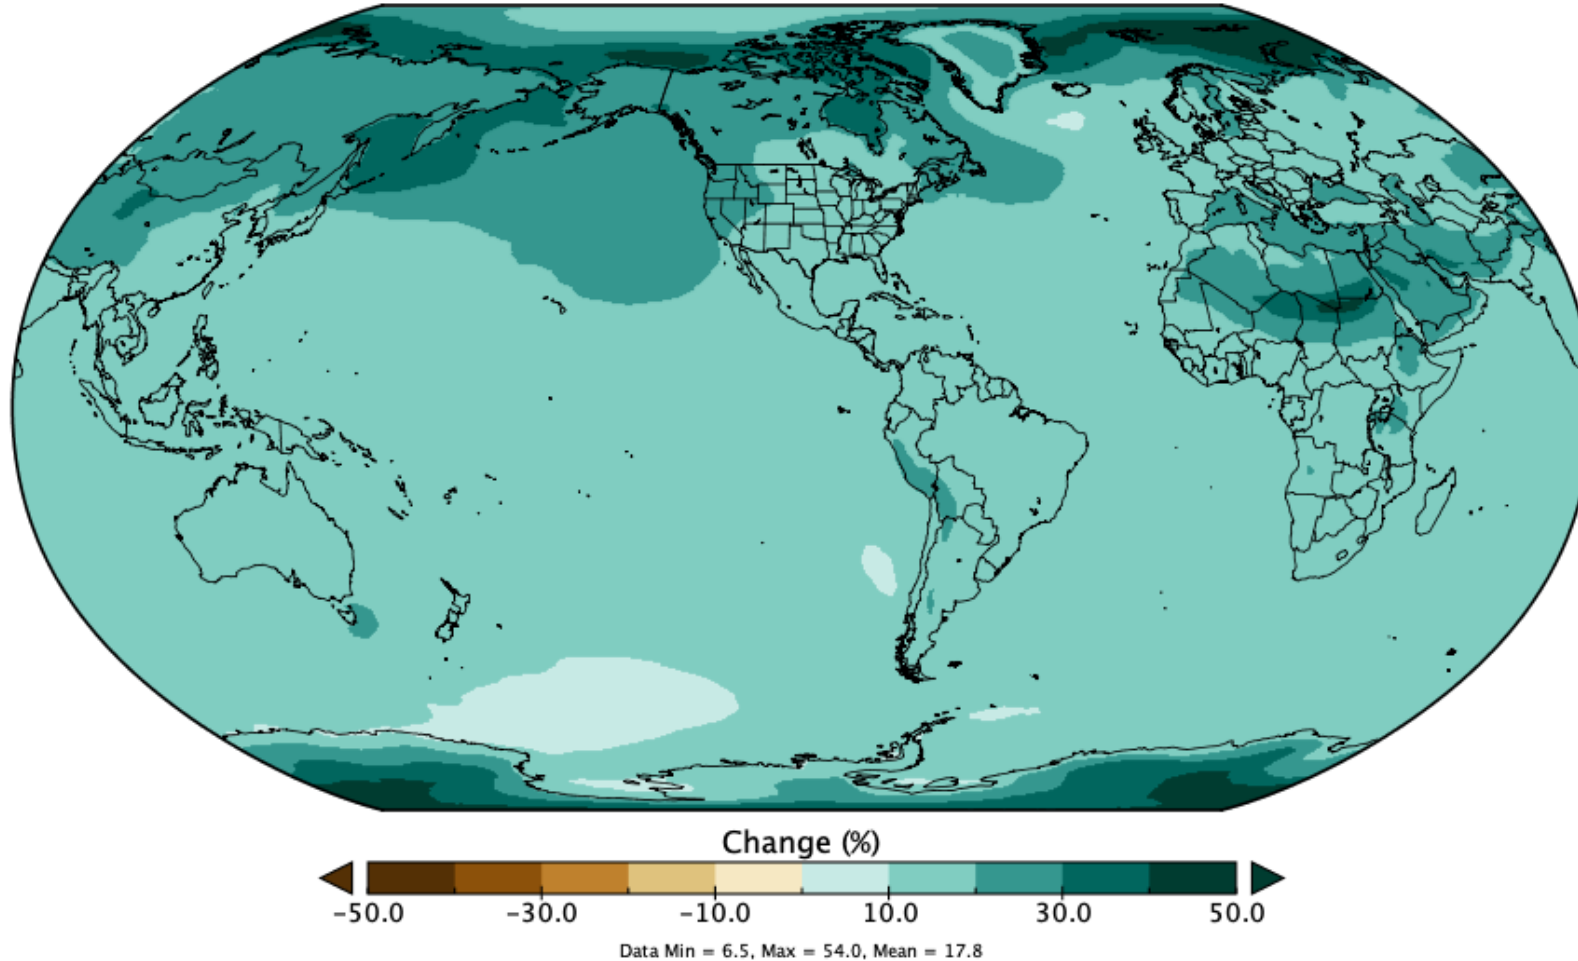 Change (%)
−50.0 −30.0 −10.0 10.0 30.0 50.0
Data Min = 6.5, Max = 54.0, Mean = 17.8